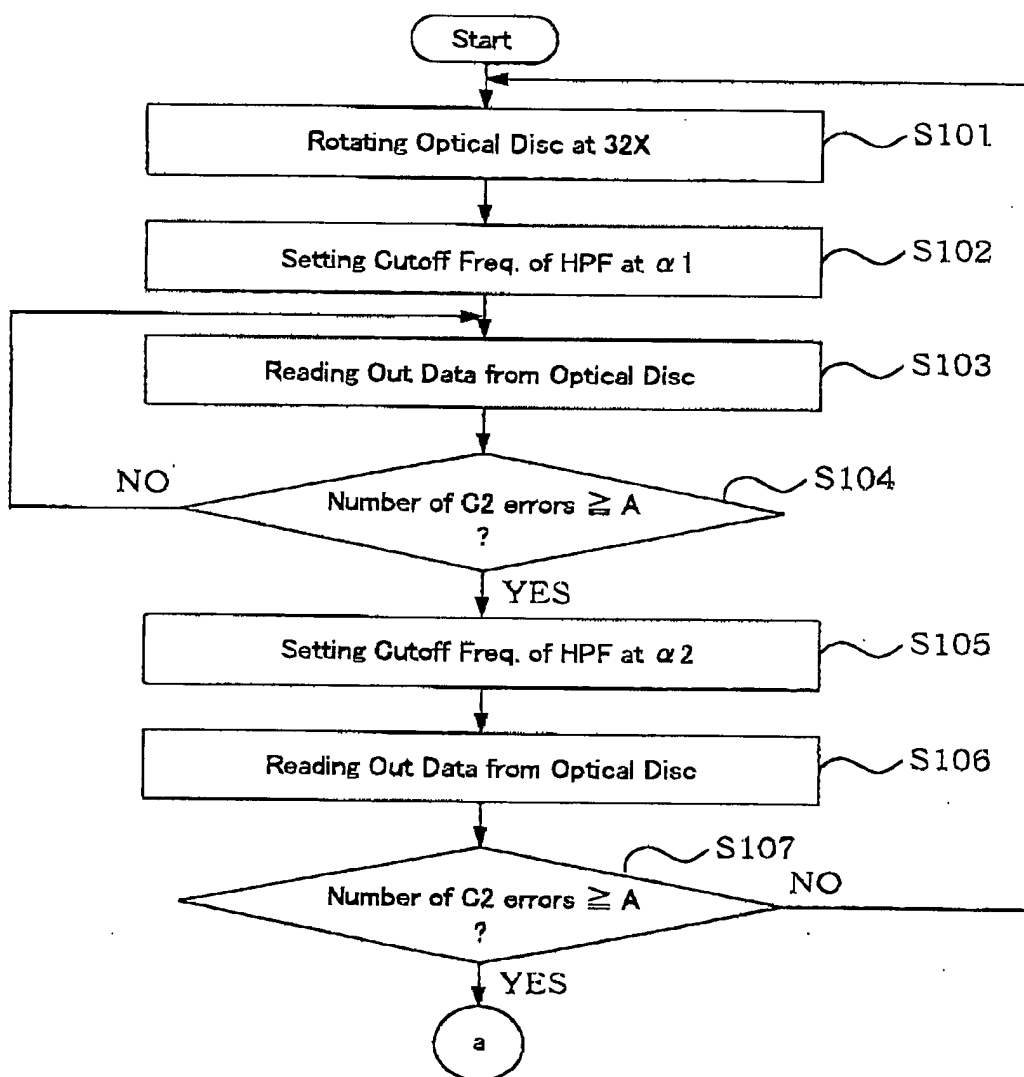 Start
Rotating Optical Disc at 32X
S101
Setting Cutoff Freq. of HPF at α1
S102
Reading Out Data from Optical Disc
S103
NO
Number of C2 errors ≧ A
?
S104
YES
Setting Cutoff Freq. of HPF at α2
S105
Reading Out Data from Optical Disc
S106
S107
Number of C2 errors ≧ A
?
NO
YES
a